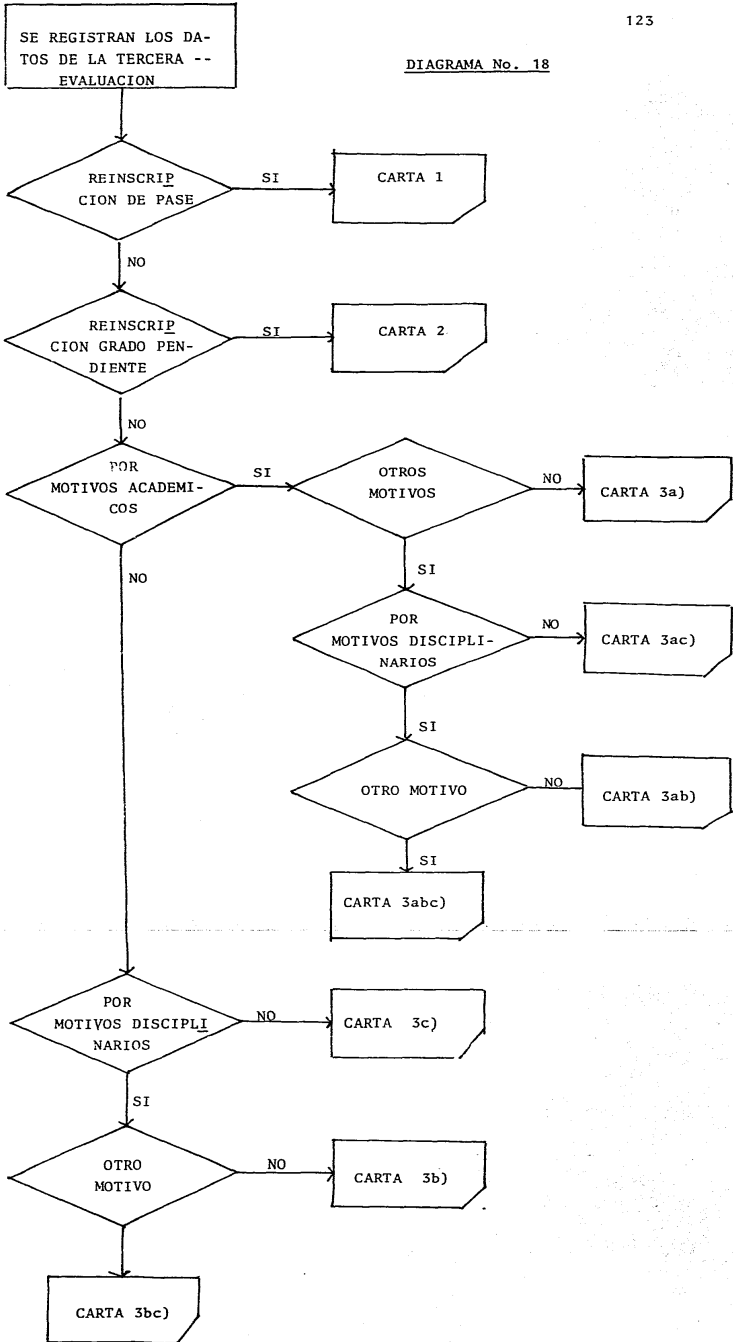 123
SE REGISTRAN LOS DA-
TOS DE LA TERCERA --
EVALUACION
DIAGRAMA No. 18
REINSCRIP
CION DE PASE
SI
CARTA 1
NO
REINSCRIP
CION GRADO PEN-
DIENTE
SI
CARTA 2
NO
POR
MOTIVOS ACADEMI-
COS
SI
OTROS
MOTIVOS
NO
CARTA 3a)
NO
SI
POR
MOTIVOS DISCIPLI-
NARIOS
NO
CARTA 3ac)
SI
OTRO MOTIVO
NO
CARTA 3ab)
SI
CARTA 3abc)
POR
MOTIVOS DISCIPLI
NARIOS
NO
CARTA 3c)
SI
OTRO
MOTIVO
NO
CARTA 3b)
CARTA 3bc)